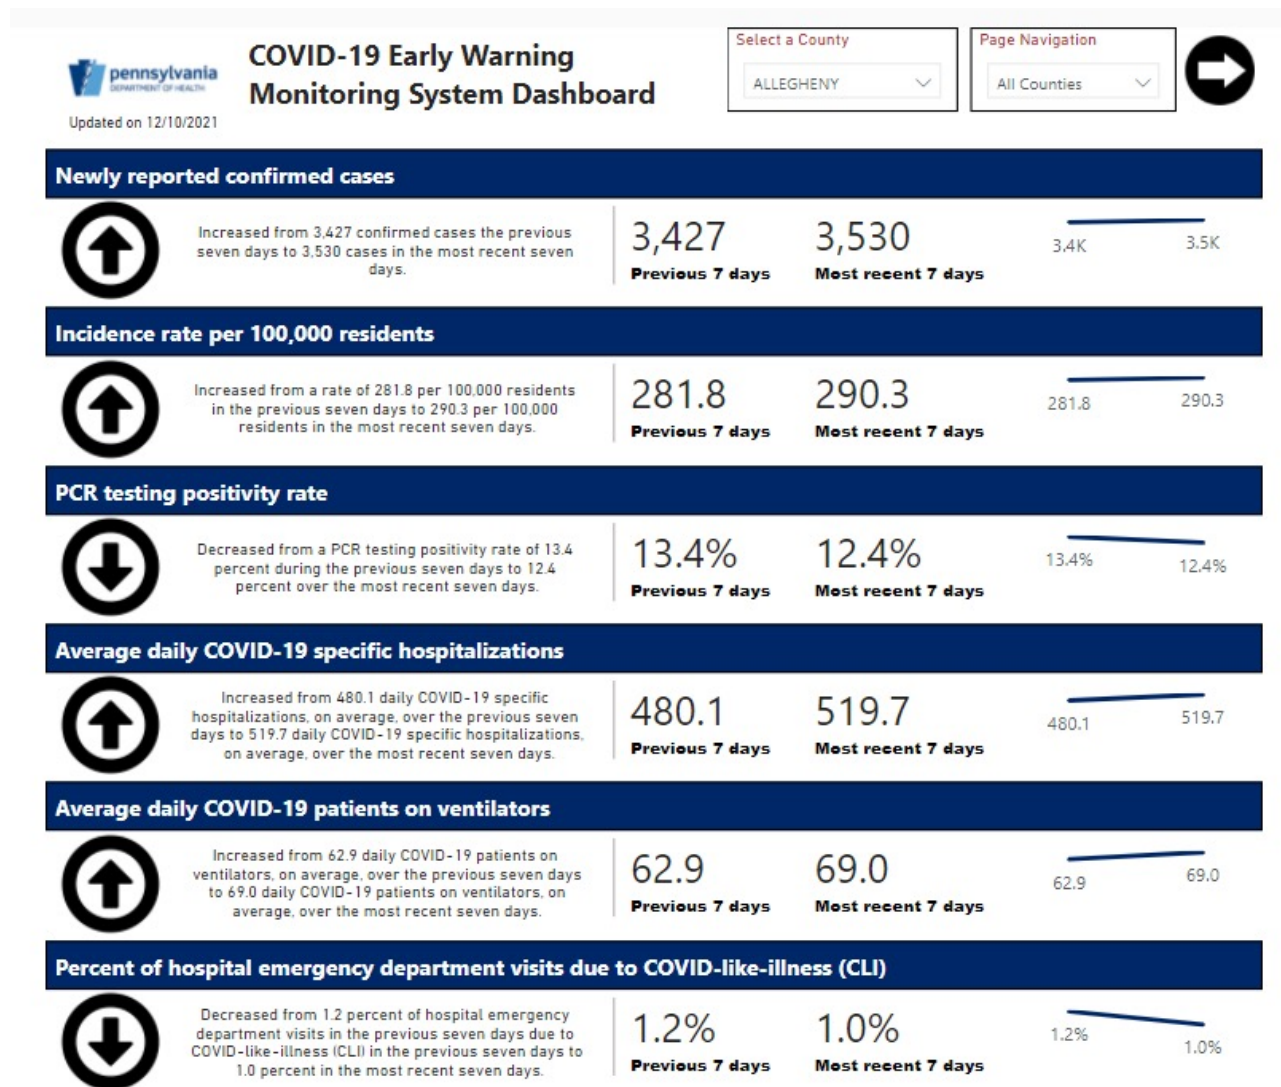 pennsylvania
DEPARTMENT OF HEALTH
Updated on 12/10/2021
COVID-19 Early Warning
Monitoring System Dashboard
Select a County
ALLEGHENY
Page Navigation
All Counties
Newly reported confirmed cases
Increased from 3,427 confirmed cases the previous
seven days to 3,530 cases in the most recent seven
days.
3,427
Previous 7 days
3,530
Most recent 7 days
3.4K
3.5K
Incidence rate per 100,000 residents
Increased from a rate of 281.8 per 100,000 residents
in the previous seven days to 290.3 per 100,000
residents in the most recent seven days.
281.8
Previous 7 days
290.3
Most recent 7 days
281.8
290.3
PCR testing positivity rate
Decreased from a PCR testing positivity rate of 13.4
percent during the previous seven days to 12.4
percent over the most recent seven days.
13.4%
Previous 7 days
12.4%
Most recent 7 days
13.4%
12.4%
Average daily COVID-19 specific hospitalizations
Increased from 480.1 daily COVID-19 specific
hospitalizations, on average, over the previous seven
days to 519.7 daily COVID-19 specific hospitalizations,
on average, over the most recent seven days.
480.1
Previous 7 days
519.7
Most recent 7 days
480.1
519.7
Average daily COVID-19 patients on ventilators
Increased from 62.9 daily COVID-19 patients on
ventilators, on average, over the previous seven days
to 69.0 daily COVID-19 patients on ventilators, on
average, over the most recent seven days.
62.9
Previous 7 days
69.0
Most recent 7 days
62.9
69.0
Percent of hospital emergency department visits due to COVID-like-illness (CLI)
Decreased from 1.2 percent of hospital emergency
department visits in the previous seven days due to
COVID-like-illness (CLI) in the previous seven days to
1.0 percent in the most recent seven days.
1.2%
Previous 7 days
1.0%
Most recent 7 days
1.2%
1.0%